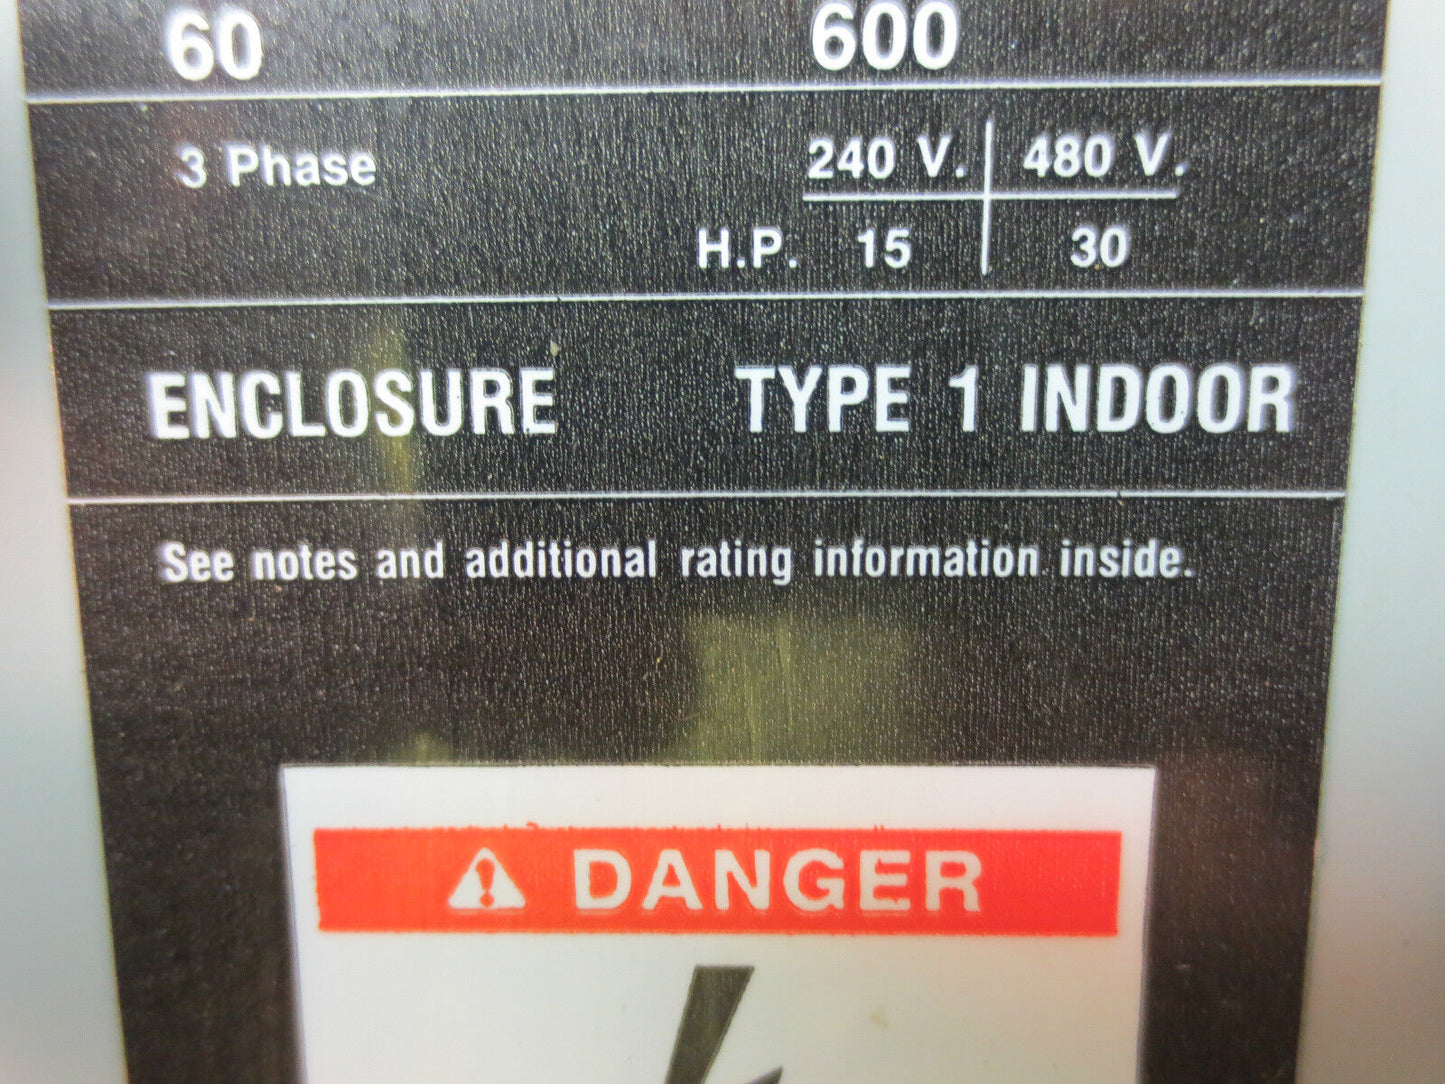 60 600
3 Phase 240 V. 480 V.
H.P. 15 30
ENCLOSURE TYPE 1 INDOOR
See notes and additional rating information inside.
DANGER